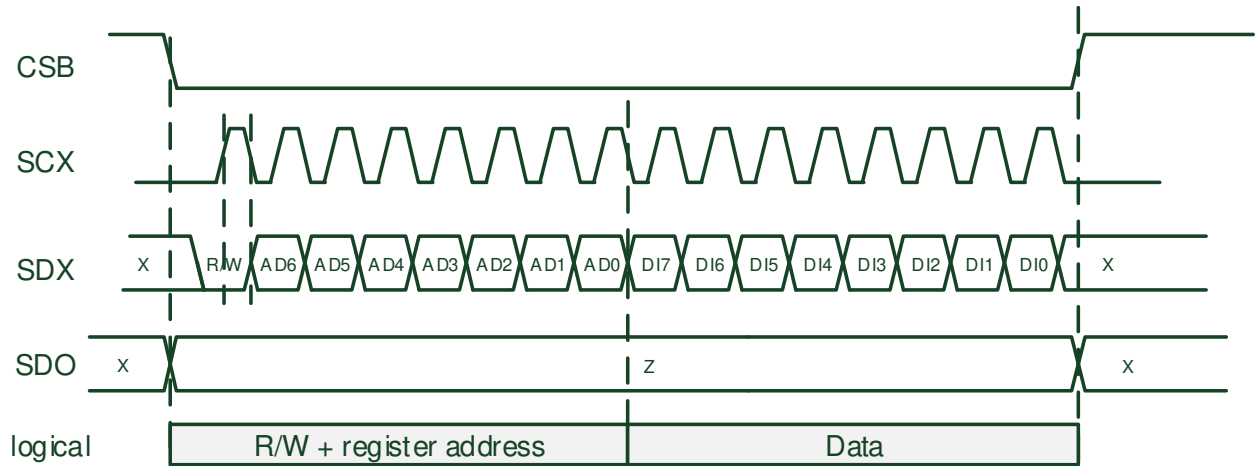 CSB
SCX
SDX X R/W AD6 AD5 AD4 AD3 AD2 AD1 AD0 DI7 DI6 DI5 DI4 DI3 DI2 DI1 DI0 X
SDO X Z X
logical R/W + register address Data